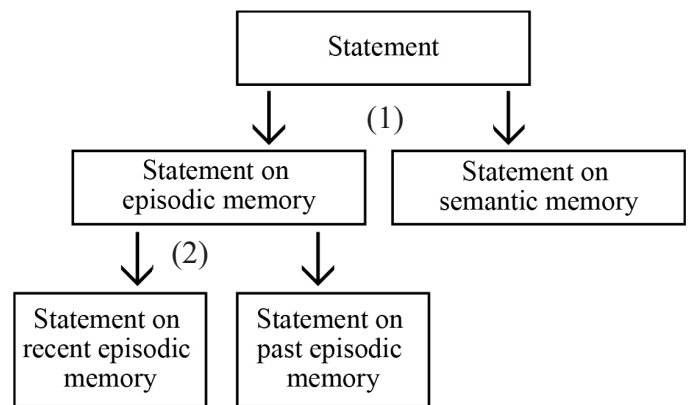 Statement
(1)
Statement on
episodic memory
Statement on
semantic memory
(2)
Statement on
recent episodic
memory
Statement on
past episodic
memory